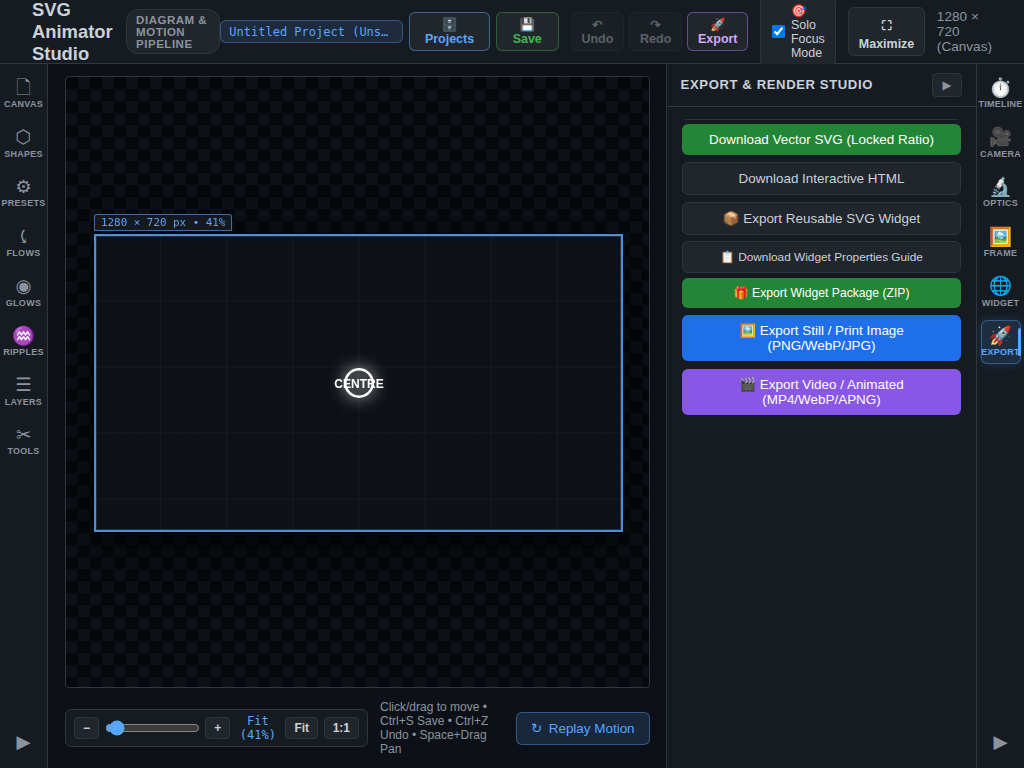 SVG
Animator
Studio
DIAGRAM &
MOTION
PIPELINE
Untitled Project (Uns…
Projects
Save
Undo
Redo
Export
Solo
Focus
Mode
Maximize
1280 ×
720
(Canvas)
CANVAS
SHAPES
PRESETS
FLOWS
GLOWS
RIPPLES
LAYERS
TOOLS
1280 × 720 px • 41%
CENTRE
−
+
Fit
(41%)
Fit
1:1
Click/drag to move •
Ctrl+S Save • Ctrl+Z
Undo • Space+Drag
Pan
↻ Replay Motion
EXPORT & RENDER STUDIO
Download Vector SVG (Locked Ratio)
Download Interactive HTML
Export Reusable SVG Widget
Download Widget Properties Guide
Export Widget Package (ZIP)
Export Still / Print Image
(PNG/WebP/JPG)
Export Video / Animated
(MP4/WebP/APNG)
TIMELINE
CAMERA
OPTICS
FRAME
WIDGET
EXPORT